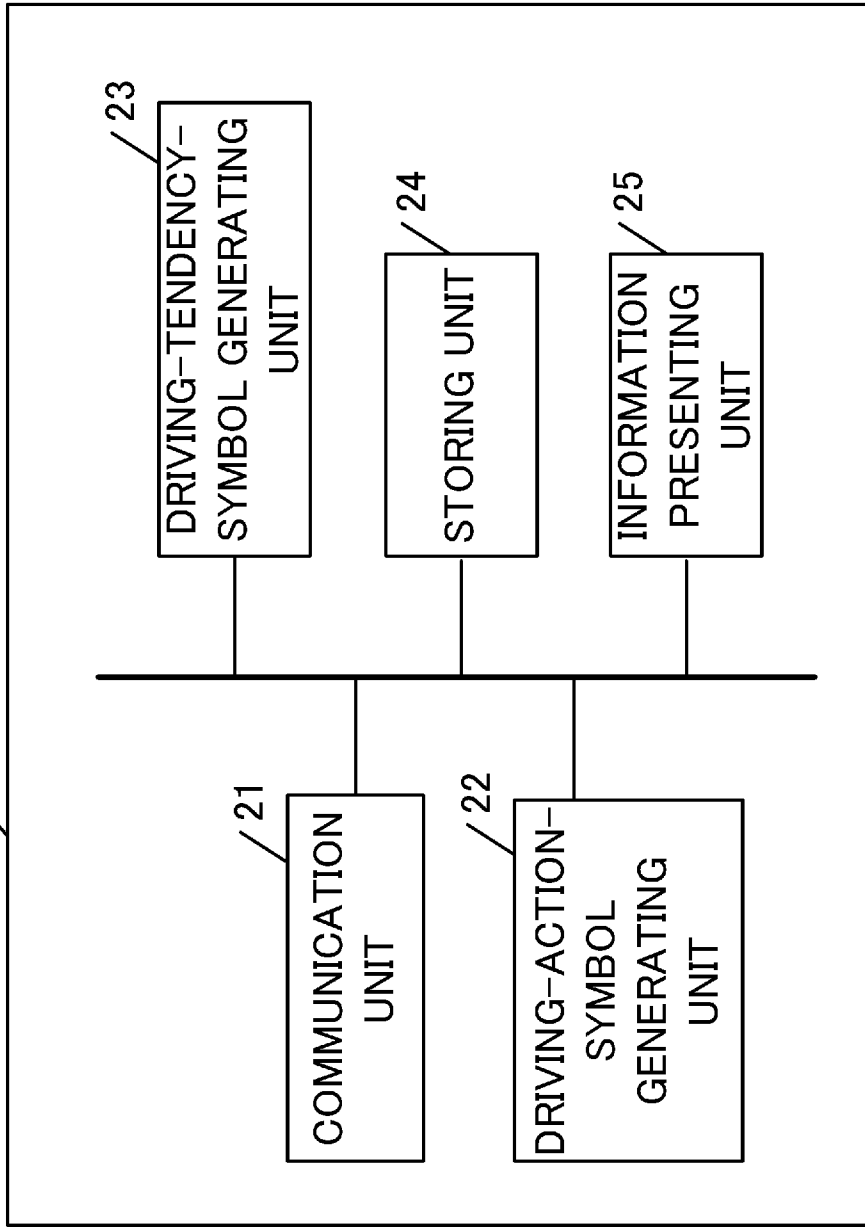 21
COMMUNICATION
UNIT
22
DRIVING-ACTION-
SYMBOL
GENERATING
UNIT
23
DRIVING-TENDENCY-
SYMBOL GENERATING
UNIT
24
STORING UNIT
25
INFORMATION
PRESENTING
UNIT